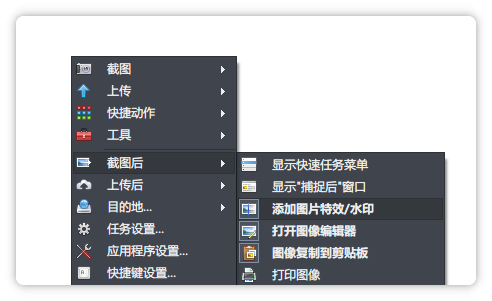 截图
上传
快捷动作
工具
截图后
上传后
目的地...
任务设置...
应用程序设置...
快捷键设置...
显示快速任务菜单
显示"捕捉后"窗口
添加图片特效/水印
打开图像编辑器
图像复制到剪贴板
打印图像